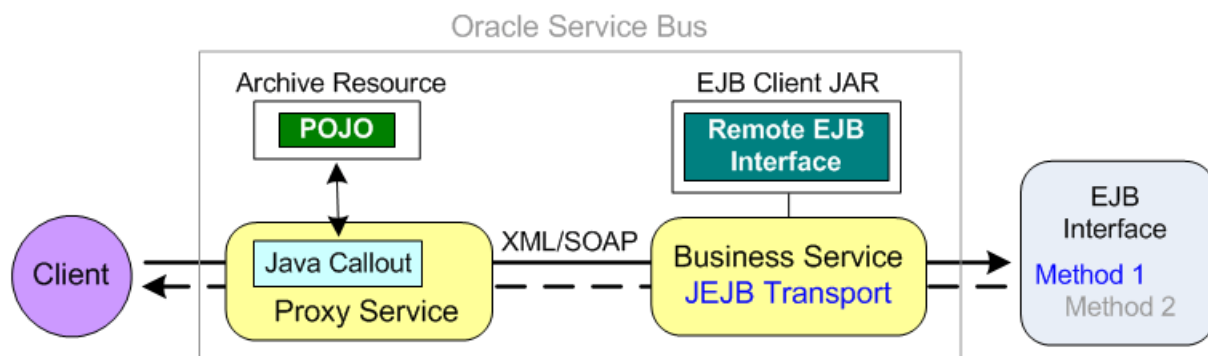 Oracle Service Bus
Archive Resource
POJO
EJB Client JAR
Remote EJB
Interface
Client
Java Callout
Proxy Service
XML/SOAP
Business Service
JEJB Transport
EJB
Interface
Method 1
Method 2